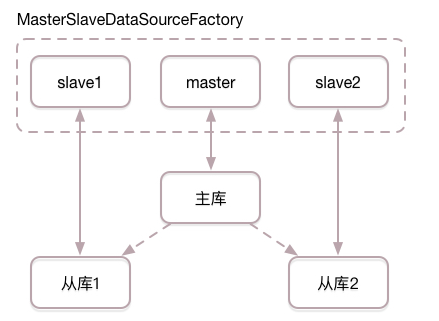 MasterSlaveDataSourceFactory
slave1
master
slave2
主库
从库1
从库2